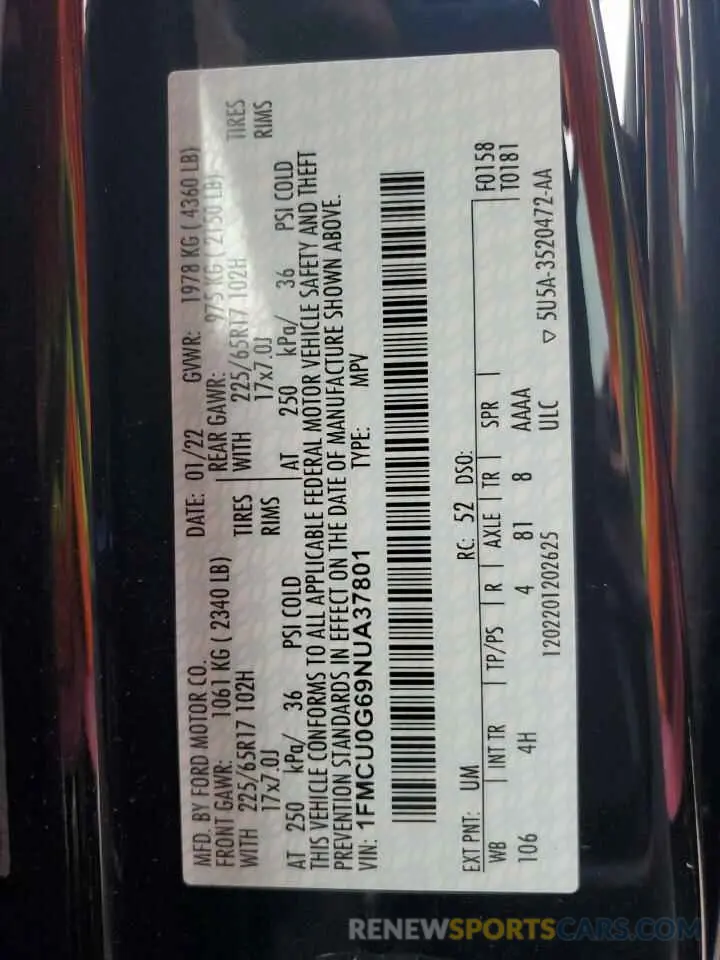 MFD. BY FORD MOTOR CO. DATE: 01/22 GVWR: 1978 KG ( 4360 LB)
FRONT GAWR: 1061 KG ( 2340 LB) REAR GAWR: 975 KG ( 2150 LB)
WITH 225/65R17 102H TIRES WITH 225/65R17 102H TIRES
17x7.0J RIMS 17x7.0J RIMS
AT 250 kPa/ 36 PSI COLD AT 250 kPa/ 36 PSI COLD
THIS VEHICLE CONFORMS TO ALL APPLICABLE FEDERAL MOTOR VEHICLE SAFETY AND THEFT
PREVENTION STANDARDS IN EFFECT ON THE DATE OF MANUFACTURE SHOWN ABOVE.
VIN: 1FMCU0G69NUA37801 TYPE: MPV
EXT PNT: UM RC: 52 DSO: F0158
WB INT TR TP/PS R AXLE TR SPR T0181
106 4H 4 81 8 AAAA
1202201202625 ULC ▽ 5U5A-3520472-AA
RENEWSPORTSCARS.COM